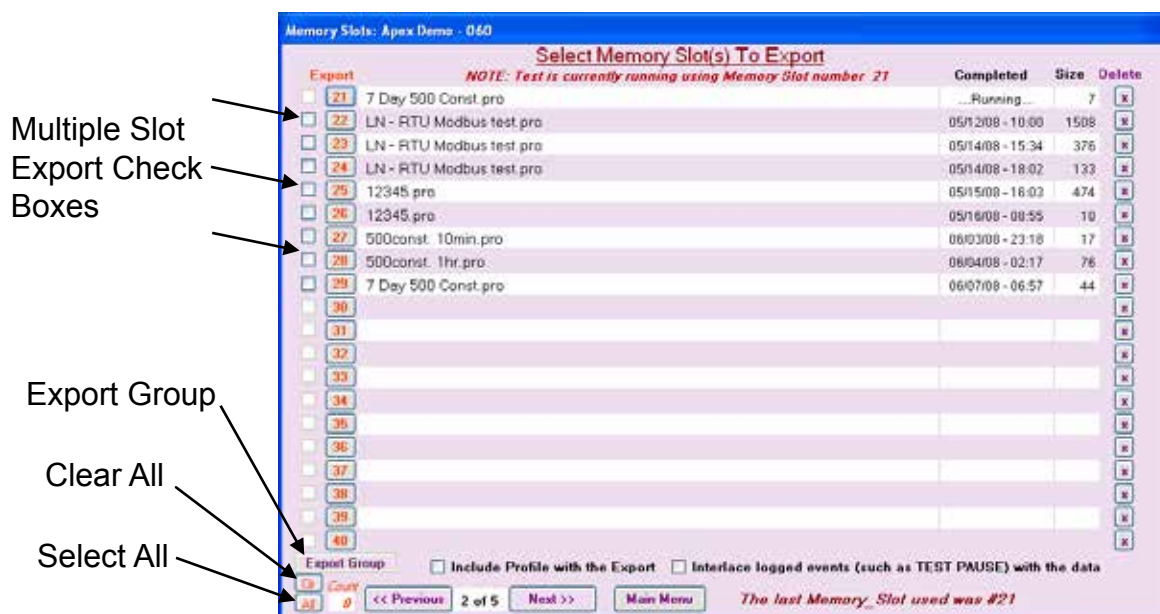 Memory Slots: Apex Demo - 060
Select Memory Slot(s) To Export
Export NOTE: Test is currently running using Memory Slot number 21 Completed Size Delete
21 7 Day 500 Const.pro ...Running... 7 x
22 LN - RTU Modbus test.pro 05/12/08 - 10:00 1508 x
23 LN - RTU Modbus test.pro 05/14/08 - 15:34 376 x
24 LN - RTU Modbus test.pro 05/14/08 - 18:02 133 x
25 12345.pro 05/15/08 - 16:03 474 x
26 12345.pro 05/16/08 - 08:55 10 x
27 500const. 10min.pro 06/03/08 - 23:18 17 x
28 500const. 1hr.pro 06/04/08 - 02:17 76 x
29 7 Day 500 Const.pro 06/07/08 - 06:57 44 x
30 x
31 x
32 x
33 x
34 x
35 x
36 x
37 x
38 x
39 x
40 x
Multiple Slot
Export Check
Boxes
Export Group
Clear All
Select All
Export Group Include Profile with the Export Interlace logged events (such as TEST PAUSE) with the data
Clr Count
All 0 << Previous 2 of 5 Next >> Main Menu The last Memory_Slot used was #21